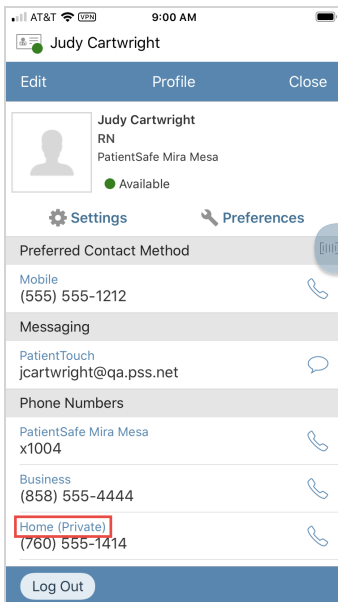 AT&T VPN 9:00 AM
Judy Cartwright
Edit Profile Close
Judy Cartwright
RN
PatientSafe Mira Mesa
Available
Settings Preferences
Preferred Contact Method
Mobile
(555) 555-1212
Messaging
PatientTouch
jcartwright@qa.pss.net
Phone Numbers
PatientSafe Mira Mesa
x1004
Business
(858) 555-4444
Home (Private)
(760) 555-1414
Log Out